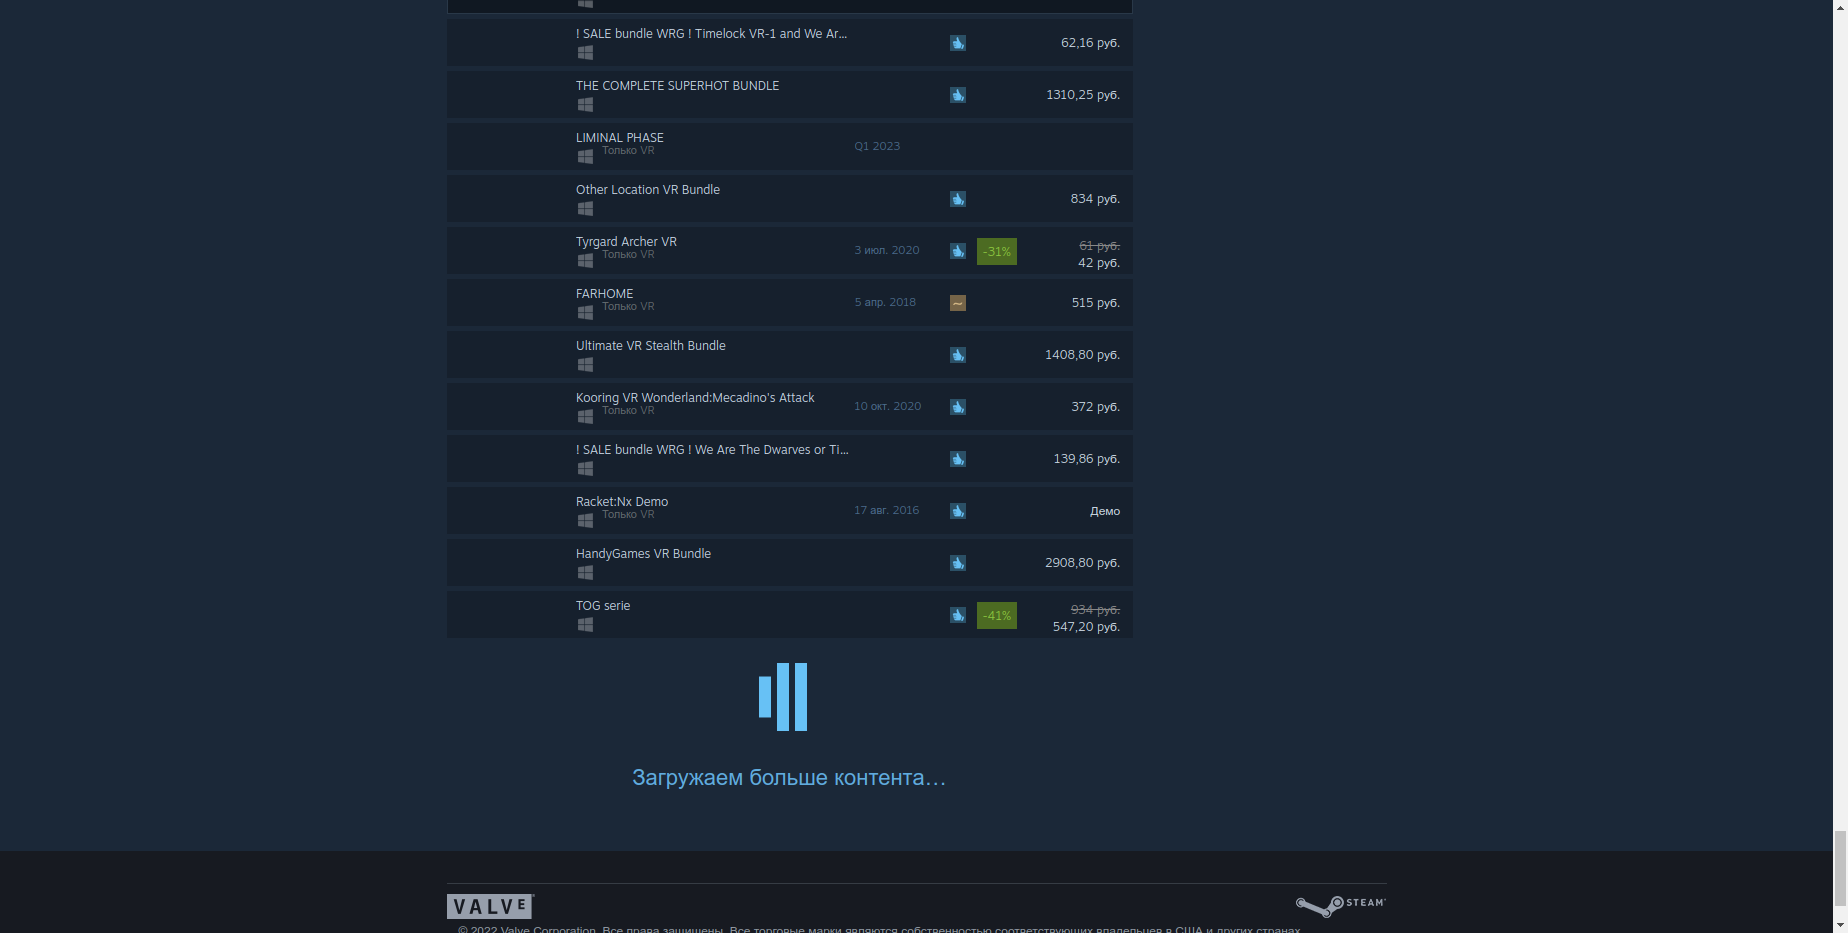 ! SALE bundle WRG ! Timelock VR-1 and We Ar...
62,16 руб.
THE COMPLETE SUPERHOT BUNDLE
1310,25 руб.
LIMINAL PHASE
Только VR
Q1 2023
Other Location VR Bundle
834 руб.
Tyrgard Archer VR
Только VR
3 июл. 2020
-31%
61 руб.
42 руб.
FARHOME
Только VR
5 апр. 2018
515 руб.
Ultimate VR Stealth Bundle
1408,80 руб.
Kooring VR Wonderland:Mecadino's Attack
Только VR
10 окт. 2020
372 руб.
! SALE bundle WRG ! We Are The Dwarves or Ti...
139,86 руб.
Racket:Nx Demo
Только VR
17 авг. 2016
Демо
HandyGames VR Bundle
2908,80 руб.
TOG serie
-41%
934 руб.
547,20 руб.
Загружаем больше контента...
VALVE
STEAM
© 2022 Valve Corporation. Все права защищены. Все торговые марки являются собственностью соответствующих владельцев в США и других странах.